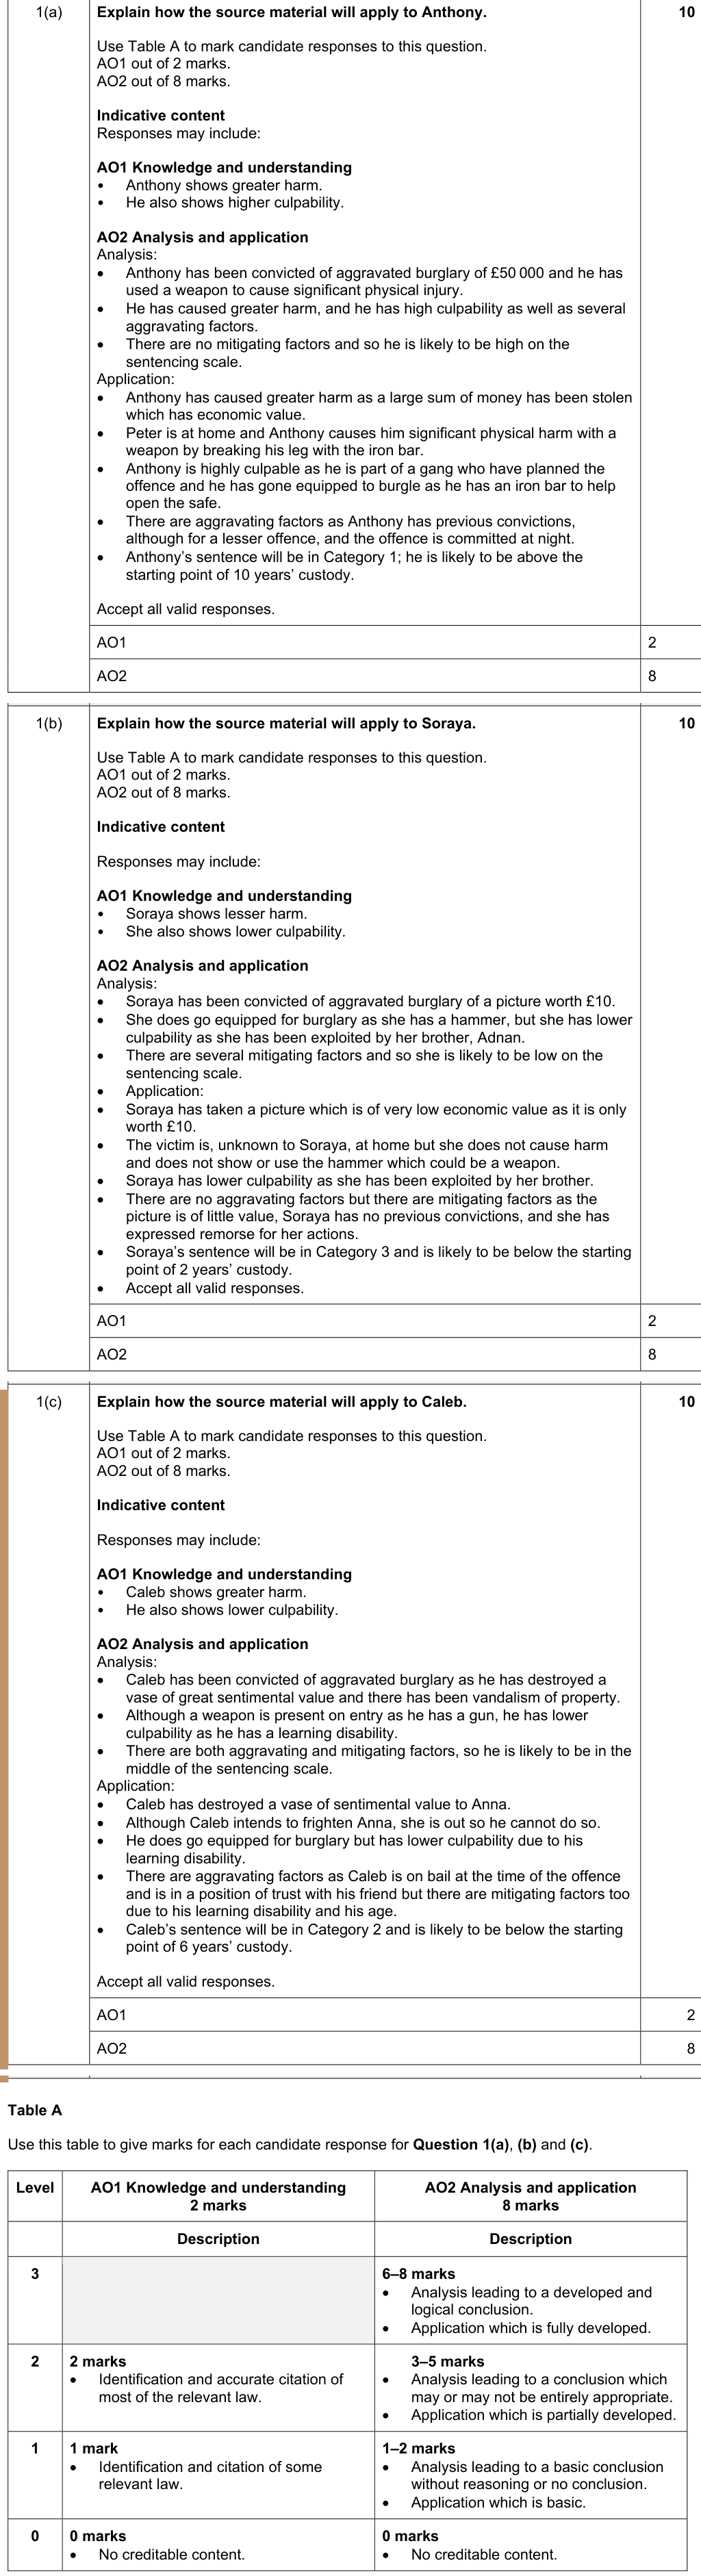 1(a)
Explain how the source material will apply to Anthony.
10
Use Table A to mark candidate responses to this question.
AO1 out of 2 marks.
AO2 out of 8 marks.
Indicative content
Responses may include:
AO1 Knowledge and understanding
• Anthony shows greater harm.
• He also shows higher culpability.
AO2 Analysis and application
Analysis:
• Anthony has been convicted of aggravated burglary of £50 000 and he has
used a weapon to cause significant physical injury.
• He has caused greater harm, and he has high culpability as well as several
aggravating factors.
• There are no mitigating factors and so he is likely to be high on the
sentencing scale.
Application:
• Anthony has caused greater harm as a large sum of money has been stolen
which has economic value.
• Peter is at home and Anthony causes him significant physical harm with a
weapon by breaking his leg with the iron bar.
• Anthony is highly culpable as he is part of a gang who have planned the
offence and he has gone equipped to burgle as he has an iron bar to help
open the safe.
• There are aggravating factors as Anthony has previous convictions,
although for a lesser offence, and the offence is committed at night.
• Anthony's sentence will be in Category 1; he is likely to be above the
starting point of 10 years' custody.
Accept all valid responses.
AO1
2
AO2
8
1(b)
Explain how the source material will apply to Soraya.
10
Use Table A to mark candidate responses to this question.
AO1 out of 2 marks.
AO2 out of 8 marks.
Indicative content
Responses may include:
AO1 Knowledge and understanding
• Soraya shows lesser harm.
• She also shows lower culpability.
AO2 Analysis and application
Analysis:
• Soraya has been convicted of aggravated burglary of a picture worth £10.
• She does go equipped for burglary as she has a hammer, but she has lower
culpability as she has been exploited by her brother, Adnan.
• There are several mitigating factors and so she is likely to be low on the
sentencing scale.
• Application:
• Soraya has taken a picture which is of very low economic value as it is only
worth £10.
• The victim is, unknown to Soraya, at home but she does not cause harm
and does not show or use the hammer which could be a weapon.
• Soraya has lower culpability as she has been exploited by her brother.
• There are no aggravating factors but there are mitigating factors as the
picture is of little value, Soraya has no previous convictions, and she has
expressed remorse for her actions.
• Soraya's sentence will be in Category 3 and is likely to be below the starting
point of 2 years' custody.
• Accept all valid responses.
AO1
2
AO2
8
1(c)
Explain how the source material will apply to Caleb.
10
Use Table A to mark candidate responses to this question.
AO1 out of 2 marks.
AO2 out of 8 marks.
Indicative content
Responses may include:
AO1 Knowledge and understanding
• Caleb shows greater harm.
• He also shows lower culpability.
AO2 Analysis and application
Analysis:
• Caleb has been convicted of aggravated burglary as he has destroyed a
vase of great sentimental value and there has been vandalism of property.
• Although a weapon is present on entry as he has a gun, he has lower
culpability as he has a learning disability.
• There are both aggravating and mitigating factors, so he is likely to be in the
middle of the sentencing scale.
Application:
• Caleb has destroyed a vase of sentimental value to Anna.
• Although Caleb intends to frighten Anna, she is out so he cannot do so.
• He does go equipped for burglary but has lower culpability due to his
learning disability.
• There are aggravating factors as Caleb is on bail at the time of the offence
and is in a position of trust with his friend but there are mitigating factors too
due to his learning disability and his age.
• Caleb's sentence will be in Category 2 and is likely to be below the starting
point of 6 years' custody.
Accept all valid responses.
AO1
2
AO2
8
Table A
Use this table to give marks for each candidate response for Question 1(a), (b) and (c).
Level
AO1 Knowledge and understanding
2 marks
AO2 Analysis and application
8 marks
Description
Description
3
6–8 marks
• Analysis leading to a developed and
logical conclusion.
• Application which is fully developed.
2
2 marks
• Identification and accurate citation of
most of the relevant law.
3–5 marks
• Analysis leading to a conclusion which
may or may not be entirely appropriate.
• Application which is partially developed.
1
1 mark
• Identification and citation of some
relevant law.
1–2 marks
• Analysis leading to a basic conclusion
without reasoning or no conclusion.
• Application which is basic.
0
0 marks
• No creditable content.
0 marks
• No creditable content.